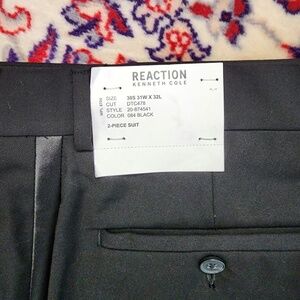 REACTION
KENNETH COLE
SIZE 38S 31W X 32L
CUT DTC478
STYLE 20-874541
COLOR 084 BLACK
2-PIECE SUIT